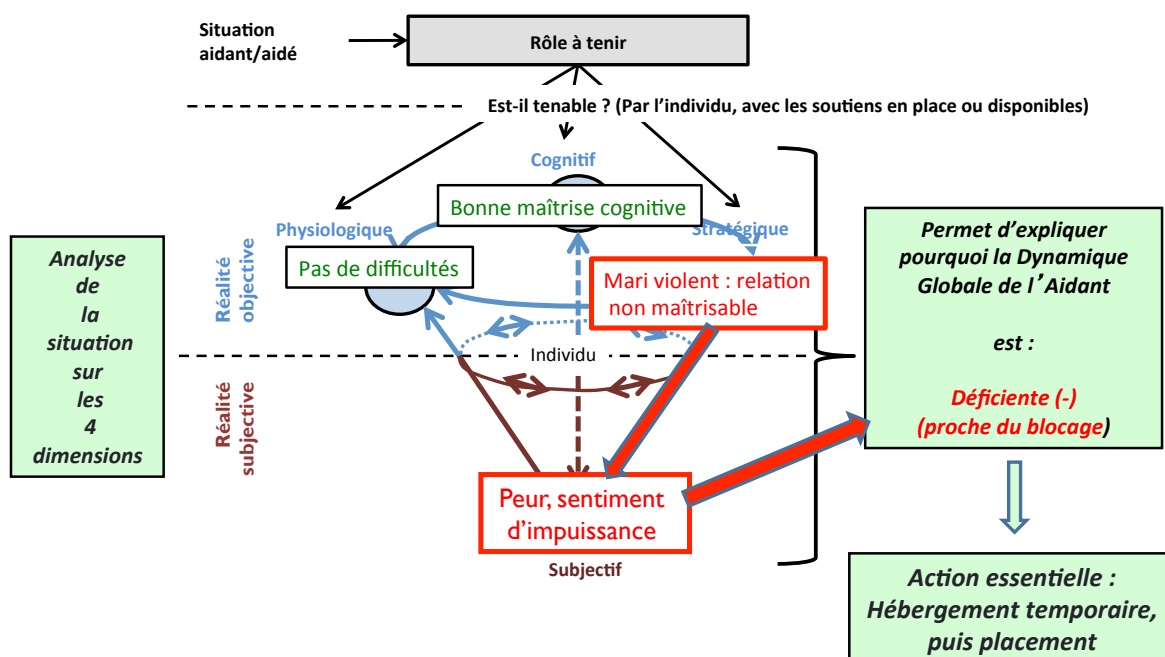 Situation
aidant/aidé
Rôle à tenir
Est-il tenable ? (Par l'individu, avec les soutiens en place ou disponibles)
Cognitif
Bonne maîtrise cognitive
Physiologique
Stratégique
Pas de difficultés
Mari violent : relation
non maîtrisable
Réalité
objective
Individu
Réalité
subjective
Peur, sentiment
d'impuissance
Subjectif
Analyse
de
la
situation
sur
les
4
dimensions
Permet d'expliquer
pourquoi la Dynamique
Globale de l'Aidant
est :
Déficiente (-)
(proche du blocage)
Action essentielle :
Hébergement temporaire,
puis placement